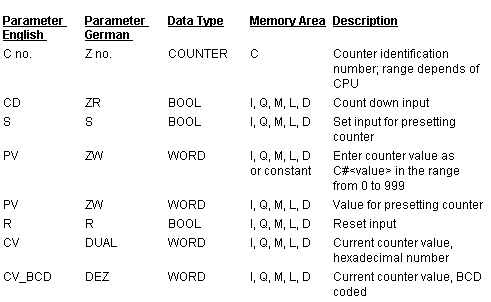 Parameter Parameter Data Type Memory Area Description
English German
C no. Z no. COUNTER C Counter identification
number; range depends of
CPU
CD ZR BOOL I, Q, M, L, D Count down input
S S BOOL I, Q, M, L, D Set input for presetting
counter
PV ZW WORD I, Q, M, L, D Enter counter value as
or constant C#<value> in the range
from 0 to 999
PV ZW WORD I, Q, M, L, D Value for presetting counter
R R BOOL I, Q, M, L, D Reset input
CV DUAL WORD I, Q, M, L, D Current counter value,
hexadecimal number
CV_BCD DEZ WORD I, Q, M, L, D Current counter value, BCD
coded